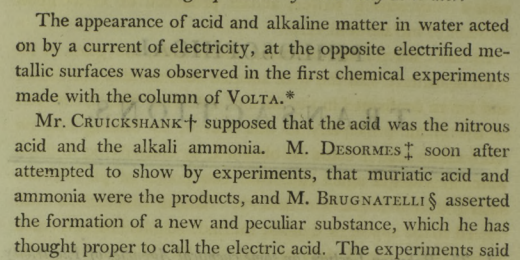 The appearance of acid and alkaline matter in water acted
on by a current of electricity, at the opposite electrified me-
tallic surfaces was observed in the first chemical experiments
made with the column of VOLTA.*
Mr. CRUICKSHANK† supposed that the acid was the nitrous
acid and the alkali ammonia. M. DESORMES‡ soon after
attempted to show by experiments, that muriatic acid and
ammonia were the products, and M. BRUGNATELLI§ asserted
the formation of a new and peculiar substance, which he has
thought proper to call the electric acid. The experiments said